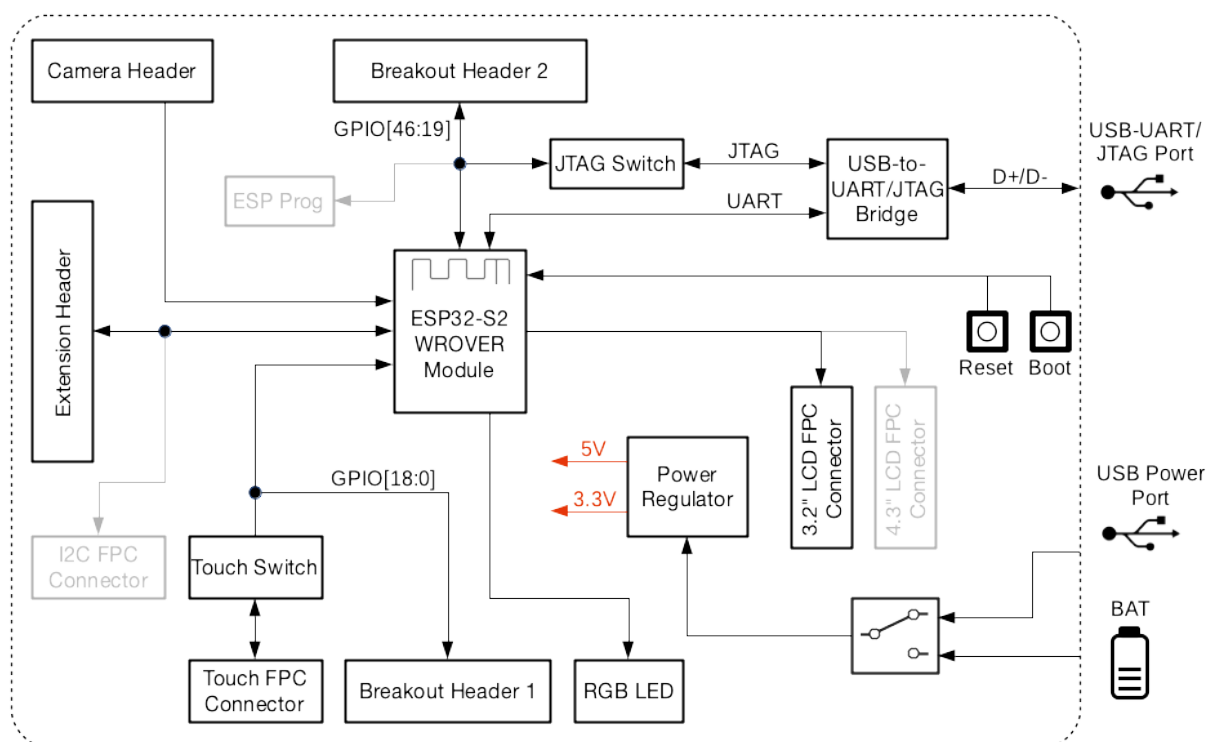 Camera Header
Breakout Header 2
GPIO[46:19]
USB-UART/
JTAG Port
JTAG Switch
JTAG
USB-to-
UART/JTAG
Bridge
D+/D-
ESP Prog
UART
Extension Header
ESP32-S2
WROVER
Module
Reset
Boot
3.2" LCD FPC
Connector
4.3" LCD FPC
Connector
5V
3.3V
Power
Regulator
USB Power
Port
GPIO[18:0]
I2C FPC
Connector
Touch Switch
BAT
Touch FPC
Connector
Breakout Header 1
RGB LED